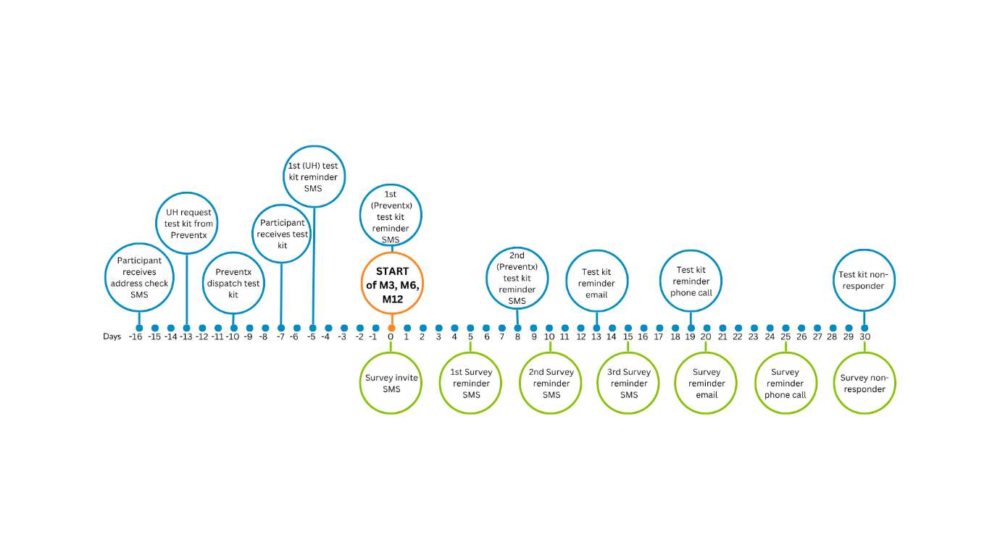 1st (UH) test
kit reminder
SMS
1st
(Preventx)
test kit
reminder
SMS
UH request
test kit from
Preventx
Participant
receives test
kit
Participant
receives
address check
SMS
Preventx
dispatch test
kit
START
of M3, M6,
M12
2nd
(Preventx)
test kit
reminder
SMS
Test kit
reminder
email
Test kit
reminder
phone call
Test kit non-
responder
Days -16 -15 -14 -13 -12 -11 -10 -9 -8 -7 -6 -5 -4 -3 -2 -1 0 1 2 3 4 5 6 7 8 9 10 11 12 13 14 15 16 17 18 19 20 21 22 23 24 25 26 27 28 29 30
Survey invite
SMS
1st Survey
reminder
SMS
2nd Survey
reminder
SMS
3rd Survey
reminder
SMS
Survey
reminder
email
Survey
reminder
phone call
Survey non-
responder